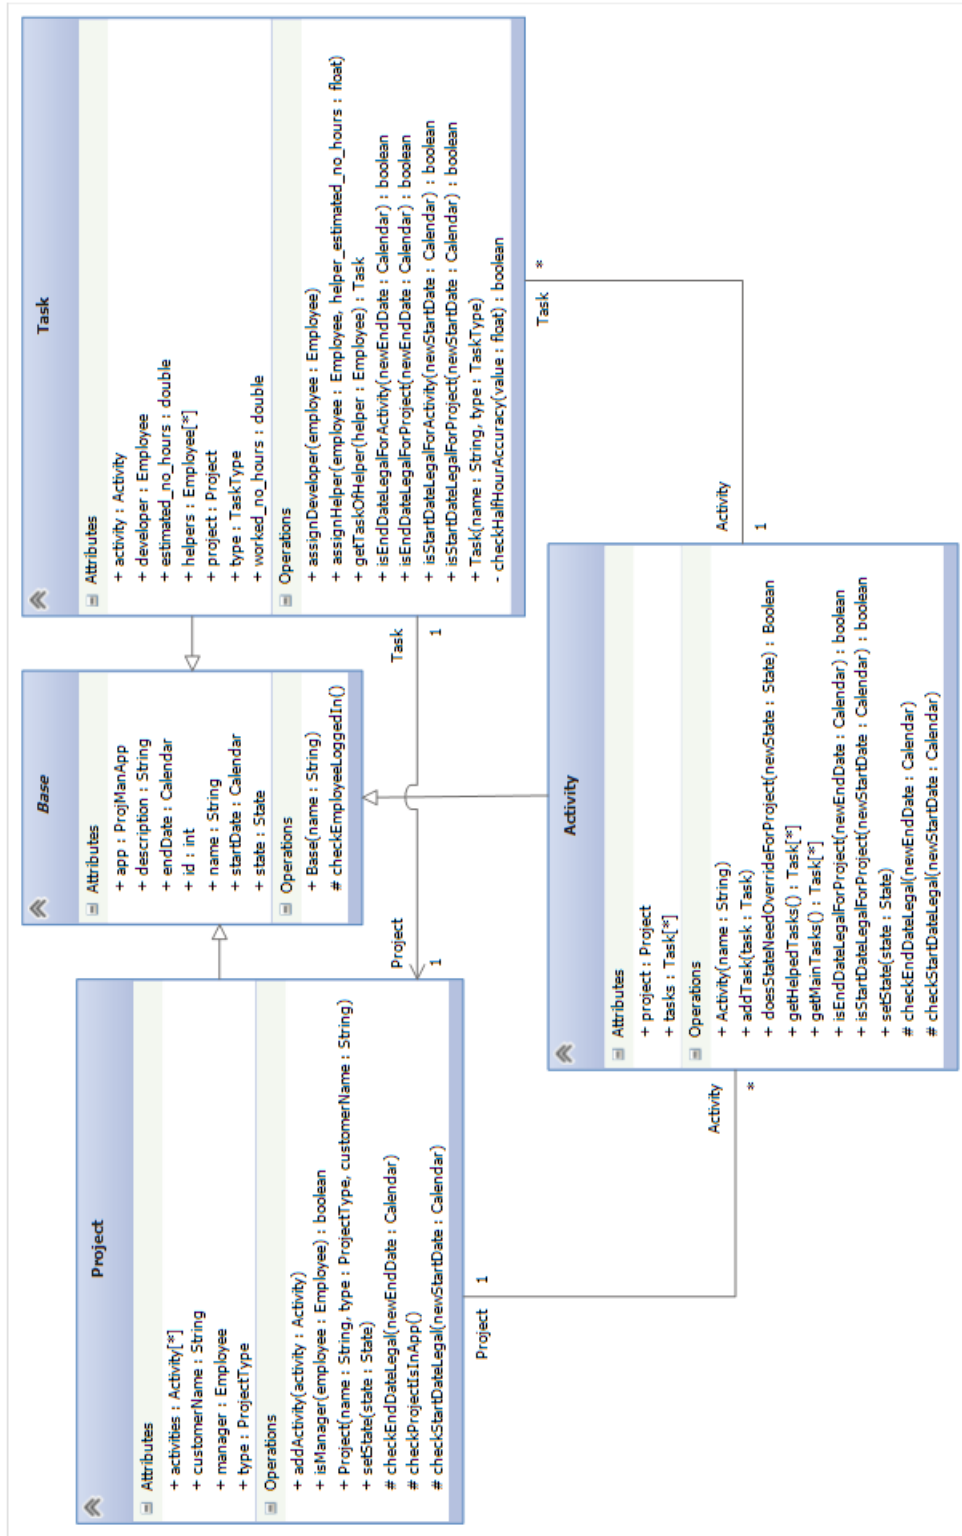 Project
Attributes
+ activities : Activity[*]
+ customerName : String
+ manager : Employee
+ type : ProjectType
Operations
+ addActivity(activity : Activity)
+ isManager(employee : Employee) : boolean
+ Project(name : String, type : ProjectType, customerName : String)
+ setState(state : State)
# checkEndDateLegal(newEndDate : Calendar)
# checkProjectIsInApp()
# checkStartDateLegal(newStartDate : Calendar)
Base
Attributes
+ app : ProjManApp
+ description : String
+ endDate : Calendar
+ id : int
+ name : String
+ startDate : Calendar
+ state : State
Operations
+ Base(name : String)
# checkEmployeeLoggedIn()
Task
Attributes
+ activity : Activity
+ developer : Employee
+ estimated_no_hours : double
+ helpers : Employee[*]
+ project : Project
+ type : TaskType
+ worked_no_hours : double
Operations
+ assignDeveloper(employee : Employee)
+ assignHelper(employee : Employee, helper_estimated_no_hours : float)
+ getTaskOfHelper(helper : Employee) : Task
+ isEndDateLegalForActivity(newEndDate : Calendar) : boolean
+ isEndDateLegalForProject(newEndDate : Calendar) : boolean
+ isStartDateLegalForActivity(newStartDate : Calendar) : boolean
+ isStartDateLegalForProject(newStartDate : Calendar) : boolean
+ Task(name : String, type : TaskType)
- checkHalfHourAccuracy(value : float) : boolean
Project
1
Task
1
Project
1
Activity
*
Task
*
Activity
1
Activity
Attributes
+ project : Project
+ tasks : Task[*]
Operations
+ Activity(name : String)
+ addTask(task : Task)
+ doesStateNeedOverrideForProject(newState : State) : Boolean
+ getHelpedTasks() : Task[*]
+ getMainTasks() : Task[*]
+ isEndDateLegalForProject(newEndDate : Calendar) : boolean
+ isStartDateLegalForProject(newStartDate : Calendar) : boolean
+ setState(state : State)
# checkEndDateLegal(newEndDate : Calendar)
# checkStartDateLegal(newStartDate : Calendar)